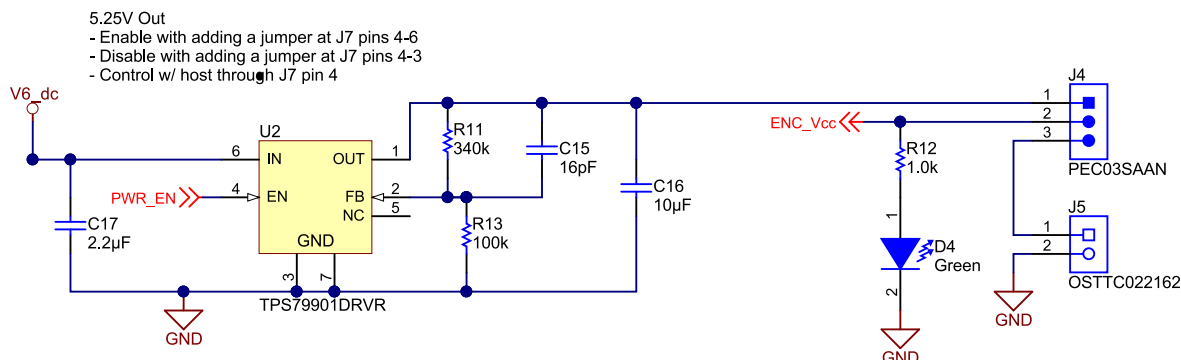 5.25V Out
- Enable with adding a jumper at J7 pins 4-6
- Disable with adding a jumper at J7 pins 4-3
- Control w/ host through J7 pin 4
V6_dc
U2
6 IN OUT 1
PWR_EN 4 EN FB 2
NC 5
GND
3 7
TPS79901DRVR
C17
2.2µF
GND
R11
340k
C15
16pF
R13
100k
C16
10µF
ENC_Vcc
R12
1.0k
1
D4
Green
2
GND
J4
1
2
3
PEC03SAAN
J5
1
2
OSTTC022162
GND